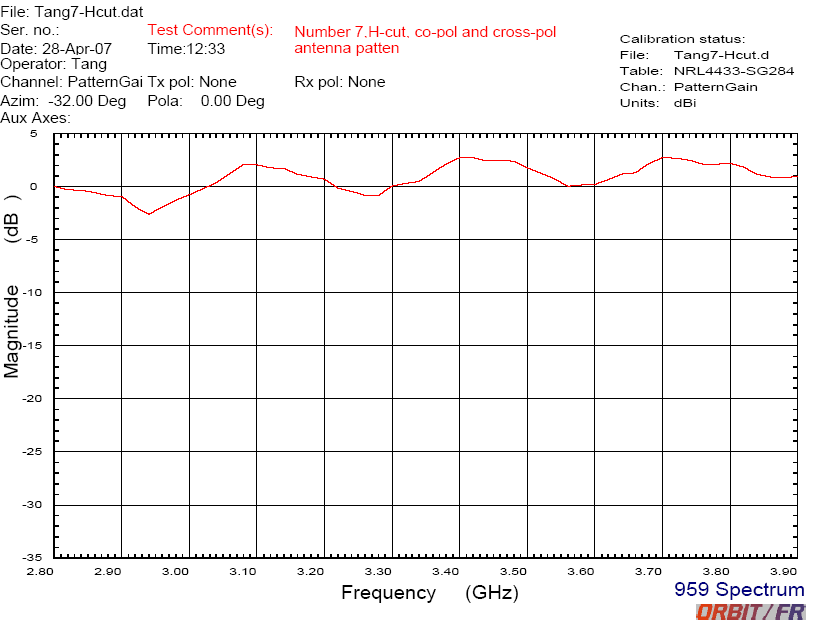 File: Tang7-Hcut.dat
Ser. no.:
Test Comment(s):
Number 7,H-cut, co-pol and cross-pol
antenna patten
Date: 28-Apr-07
Time:12:33
Operator: Tang
Channel: PatternGai
Tx pol: None
Rx pol: None
Azim: -32.00 Deg
Pola: 0.00 Deg
Aux Axes:
Calibration status:
File: Tang7-Hcut.d
Table: NRL4433-SG284
Chan.: PatternGain
Units: dBi
Magnitude (dB )
5
0
-5
-10
-15
-20
-25
-30
-35
2.80 2.90 3.00 3.10 3.20 3.30 3.40 3.50 3.60 3.70 3.80 3.90
Frequency (GHz)
959 Spectrum
ORBIT/FR